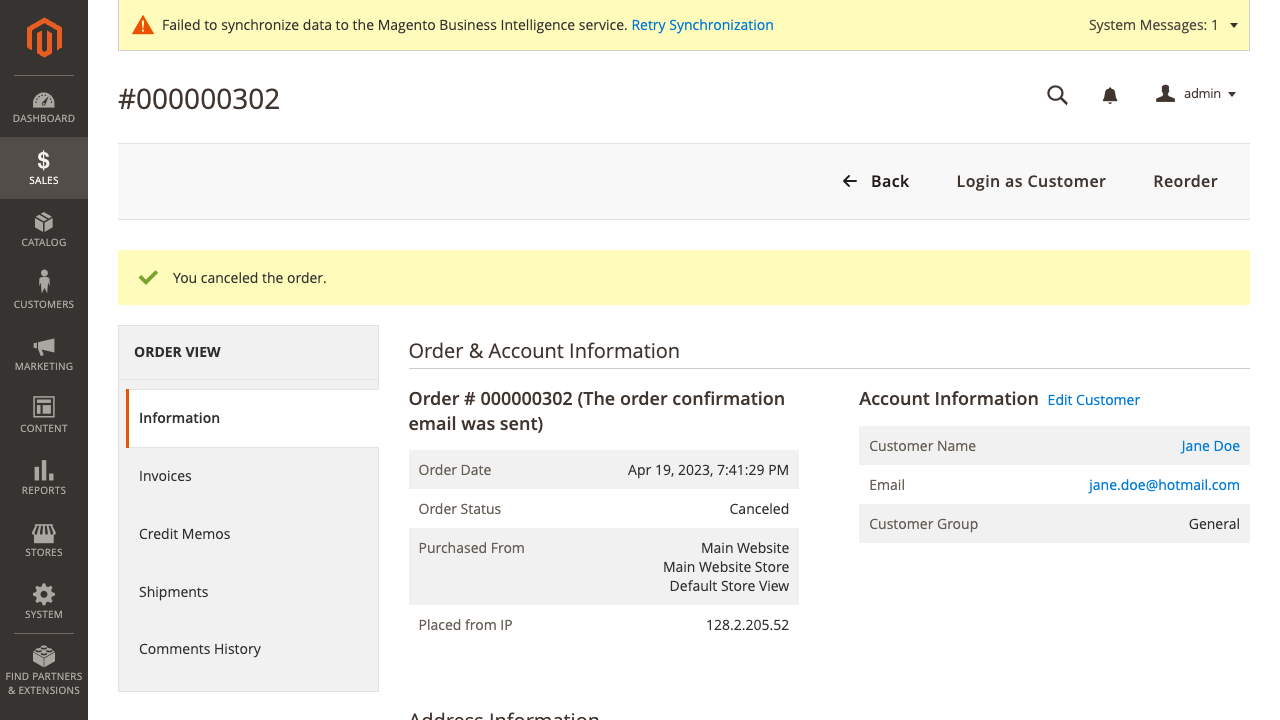 Failed to synchronize data to the Magento Business Intelligence service. Retry Synchronization
System Messages: 1
#000000302
admin
DASHBOARD
SALES
CATALOG
CUSTOMERS
MARKETING
CONTENT
REPORTS
STORES
SYSTEM
FIND PARTNERS
& EXTENSIONS
Back
Login as Customer
Reorder
You canceled the order.
ORDER VIEW
Information
Invoices
Credit Memos
Shipments
Comments History
Order & Account Information
Order # 000000302 (The order confirmation
email was sent)
Order Date Apr 19, 2023, 7:41:29 PM
Order Status Canceled
Purchased From Main Website
Main Website Store
Default Store View
Placed from IP 128.2.205.52
Account Information Edit Customer
Customer Name Jane Doe
Email jane.doe@hotmail.com
Customer Group General
Address Information